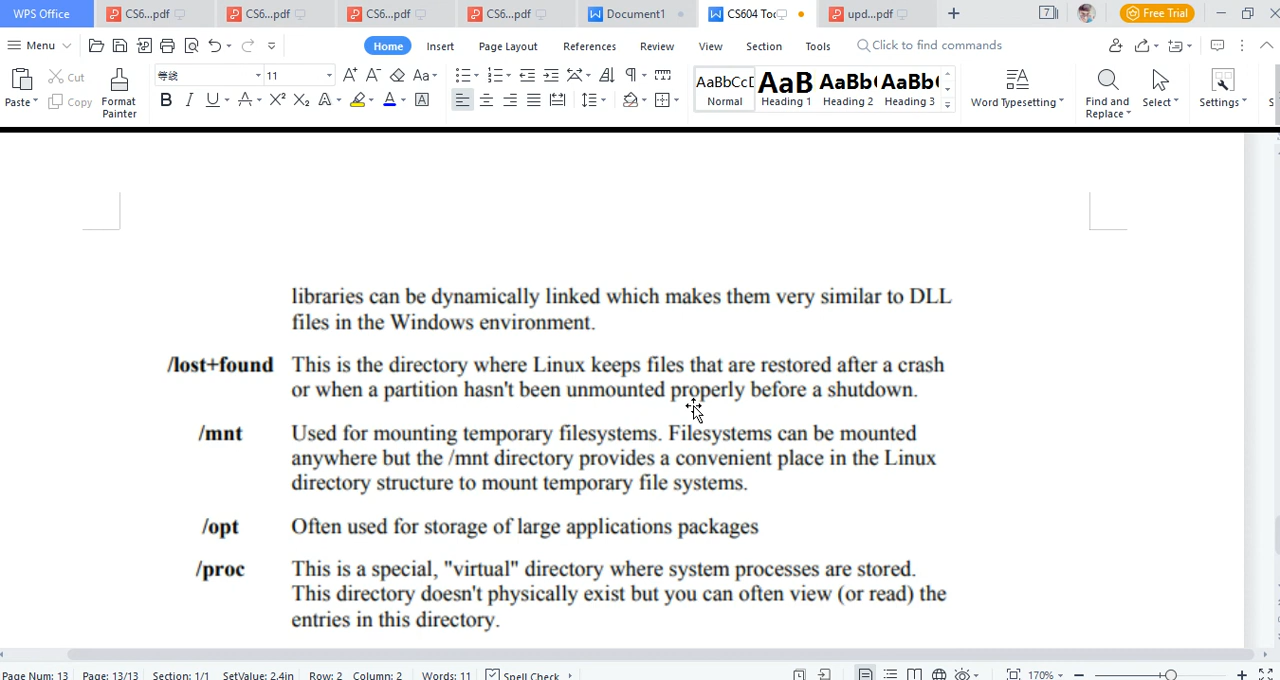 WPS Office CS6...pdf CS6...pdf CS6...pdf CS6...pdf Document1 CS604 Too upd...pdf + 7 Free Trial
Menu Home Insert Page Layout References Review View Section Tools Click to find commands
Paste Cut Copy Format Painter 等线 11 A+ A- Aa
B I U A X² X₂ A A A
AaBbCcD AaB AaBb( AaBb(
Normal Heading 1 Heading 2 Heading 3
Word Typesetting Find and Replace Select Settings
libraries can be dynamically linked which makes them very similar to DLL
files in the Windows environment.
/lost+found This is the directory where Linux keeps files that are restored after a crash
or when a partition hasn't been unmounted properly before a shutdown.
/mnt Used for mounting temporary filesystems. Filesystems can be mounted
anywhere but the /mnt directory provides a convenient place in the Linux
directory structure to mount temporary file systems.
/opt Often used for storage of large applications packages
/proc This is a special, "virtual" directory where system processes are stored.
This directory doesn't physically exist but you can often view (or read) the
entries in this directory.
Page Num: 13 Page: 13/13 Section: 1/1 SetValue: 2.4in Row: 2 Column: 2 Words: 11 Spell Check 170% − +